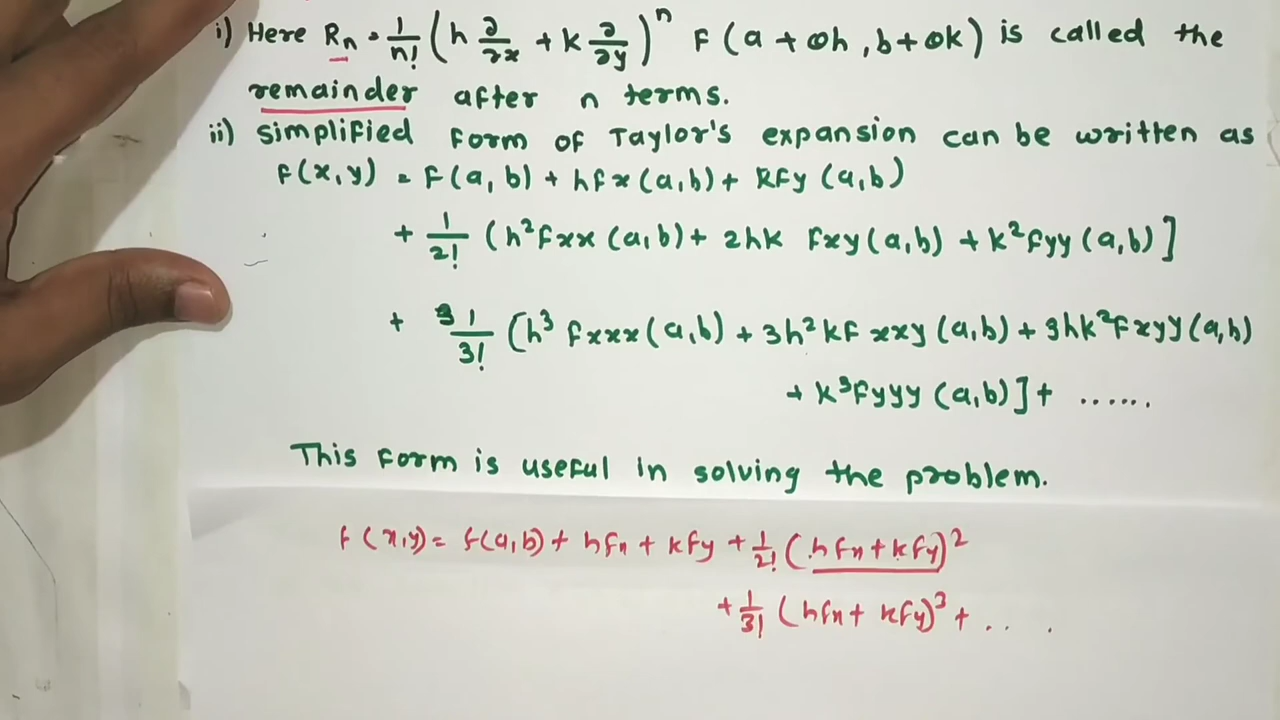 i) Here Rn = 1/n! (h ∂/∂x + k ∂/∂y)^n F(a+θh, b+θk) is called the
remainder after n terms.
ii) simplified form of Taylor's expansion can be written as
f(x,y) = f(a,b) + hfx(a,b) + kfy(a,b)
+ 1/2! (h²fxx(a,b) + 2hk fxy(a,b) + k²fyy(a,b)]
+ 1/3! [h³ fxxx(a,b) + 3h²kf xxy(a,b) + 3hk²fxyy(a,b)
+ k³fyyy(a,b)] + ......
This form is useful in solving the problem.
f(x,y) = f(a,b) + hfx + kfy + 1/2! (hfx + kfy)²
+ 1/3! (hfx + kfy)³ + .. .